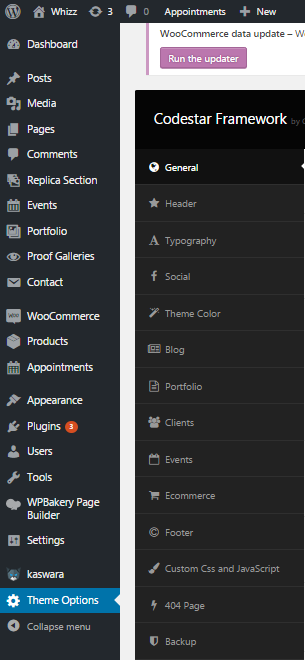 Whizz 3 0 Appointments + New
Dashboard
Posts
Media
Pages
Comments
Replica Section
Events
Portfolio
Proof Galleries
Contact
WooCommerce
Products
Appointments
Appearance
Plugins 3
Users
Tools
WPBakery Page
Builder
Settings
kaswara
Theme Options
Collapse menu
WooCommerce data update –
Run the updater
Codestar Framework by
General
Header
Typography
Social
Theme Color
Blog
Portfolio
Clients
Events
Ecommerce
Footer
Custom Css and JavaScript
404 Page
Backup